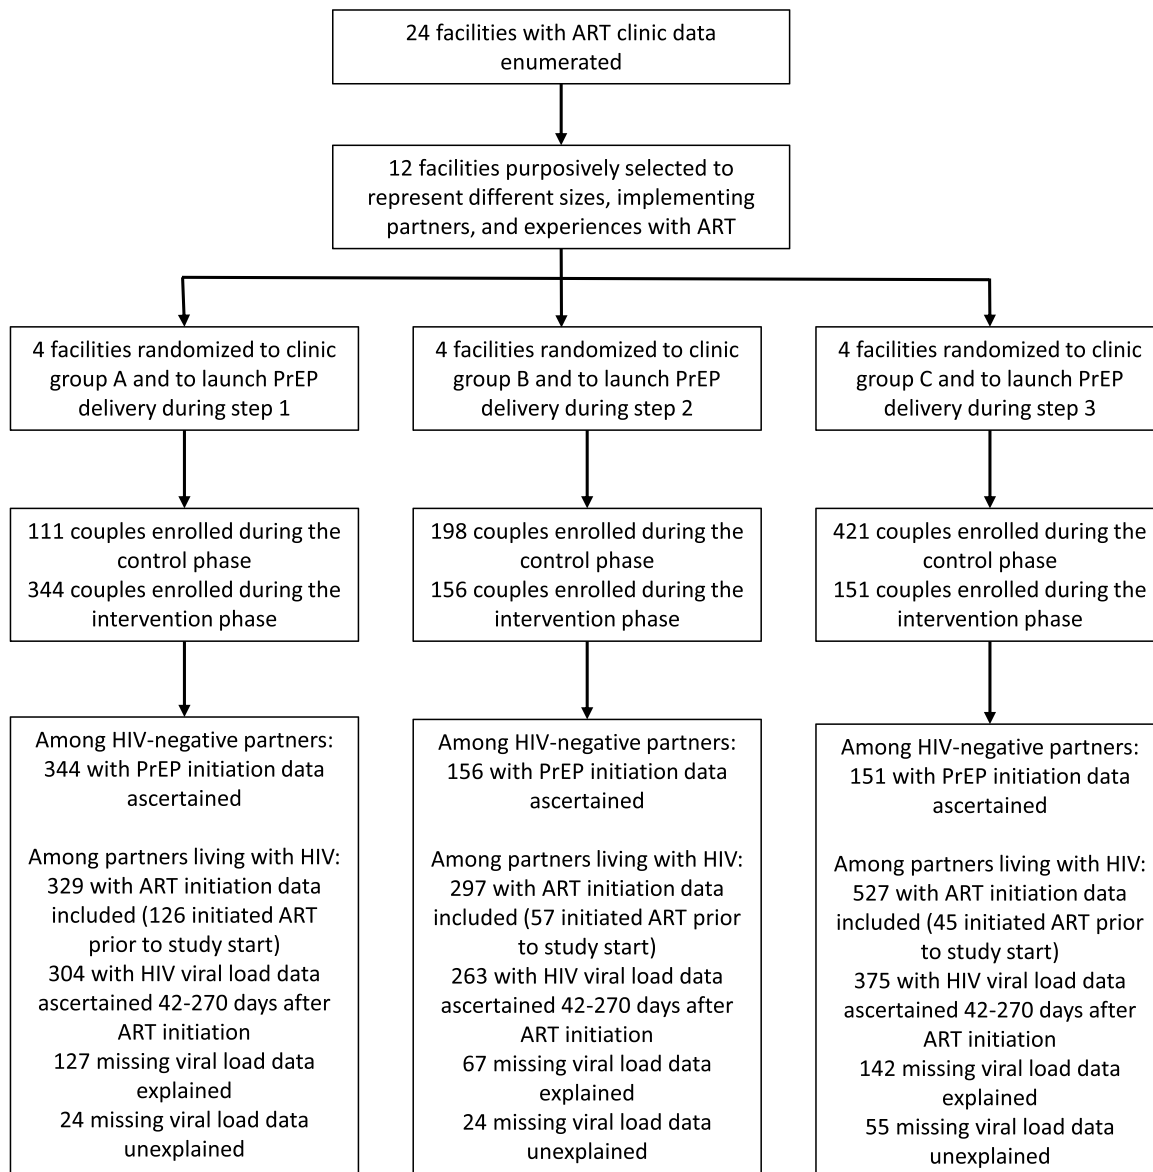 24 facilities with ART clinic data
enumerated
12 facilities purposively selected to
represent different sizes, implementing
partners, and experiences with ART
4 facilities randomized to clinic
group A and to launch PrEP
delivery during step 1
4 facilities randomized to clinic
group B and to launch PrEP
delivery during step 2
4 facilities randomized to clinic
group C and to launch PrEP
delivery during step 3
111 couples enrolled during the
control phase
344 couples enrolled during the
intervention phase
198 couples enrolled during the
control phase
156 couples enrolled during the
intervention phase
421 couples enrolled during the
control phase
151 couples enrolled during the
intervention phase
Among HIV-negative partners:
344 with PrEP initiation data
ascertained
Among partners living with HIV:
329 with ART initiation data
included (126 initiated ART
prior to study start)
304 with HIV viral load data
ascertained 42-270 days after
ART initiation
127 missing viral load data
explained
24 missing viral load data
unexplained
Among HIV-negative partners:
156 with PrEP initiation data
ascertained
Among partners living with HIV:
297 with ART initiation data
included (57 initiated ART prior
to study start)
263 with HIV viral load data
ascertained 42-270 days after
ART initiation
67 missing viral load data
explained
24 missing viral load data
unexplained
Among HIV-negative partners:
151 with PrEP initiation data
ascertained
Among partners living with HIV:
527 with ART initiation data
included (45 initiated ART prior
to study start)
375 with HIV viral load data
ascertained 42-270 days after
ART initiation
142 missing viral load data
explained
55 missing viral load data
unexplained